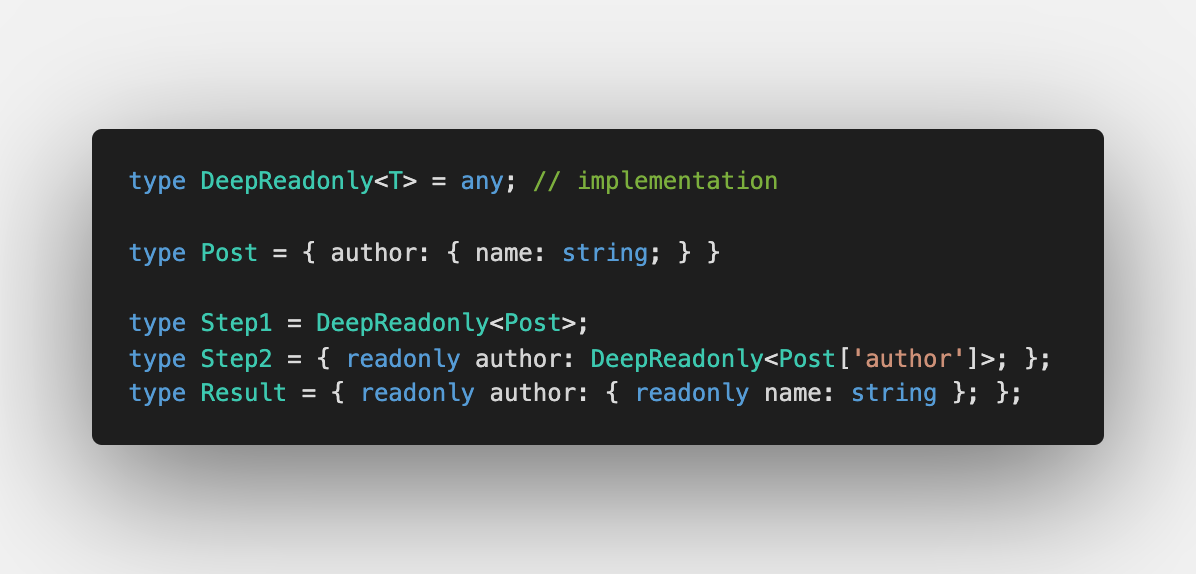 type DeepReadonly<T> = any; // implementation
type Post = { author: { name: string; } }
type Step1 = DeepReadonly<Post>;
type Step2 = { readonly author: DeepReadonly<Post['author']>; };
type Result = { readonly author: { readonly name: string }; };